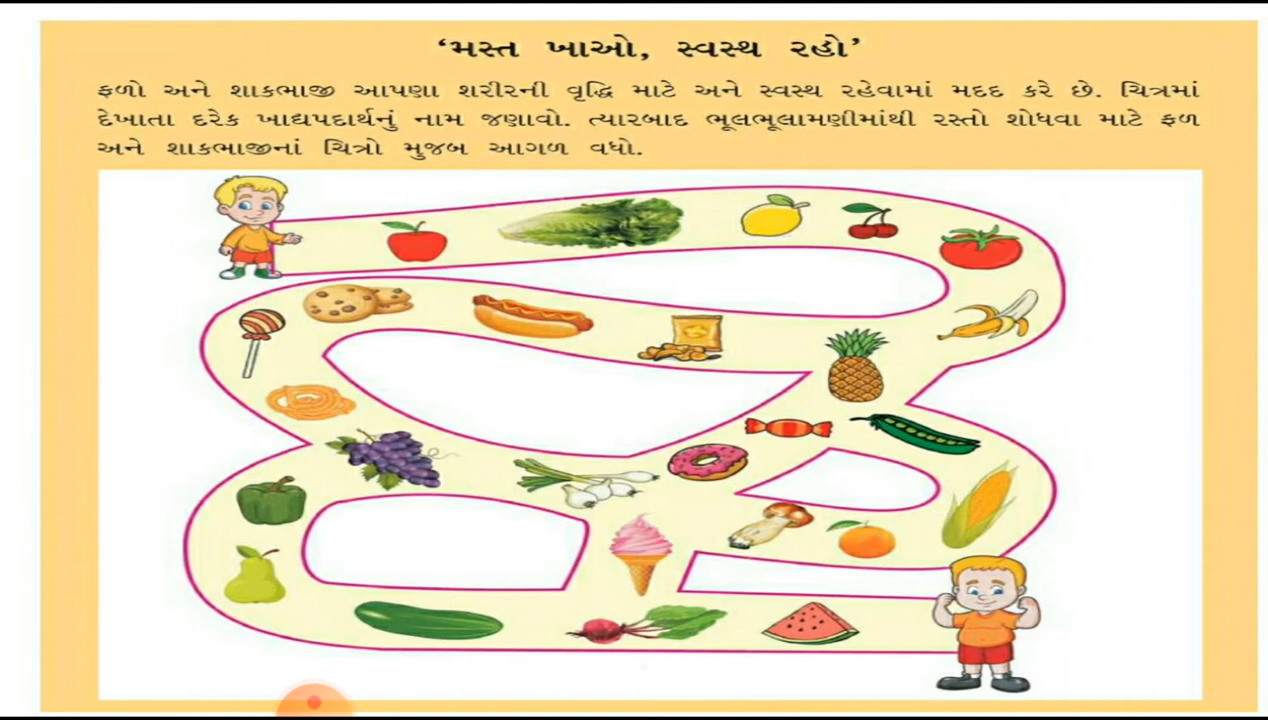 ‘મસ્ત ખાઓ, સ્વસ્થ રહો’
ફળો અને શાકભાજી આપણા શરીરની વૃદ્ધિ માટે અને સ્વસ્થ રહેવામાં મદદ કરે છે. ચિત્રમાં
દેખાતા દરેક ખાદ્યપદાર્થનું નામ જણાવો. ત્યારબાદ ભૂલભૂલામણીમાંથી રસ્તો શોધવા માટે ફળ
અને શાકભાજીનાં ચિત્રો મુજબ આગળ વધો.